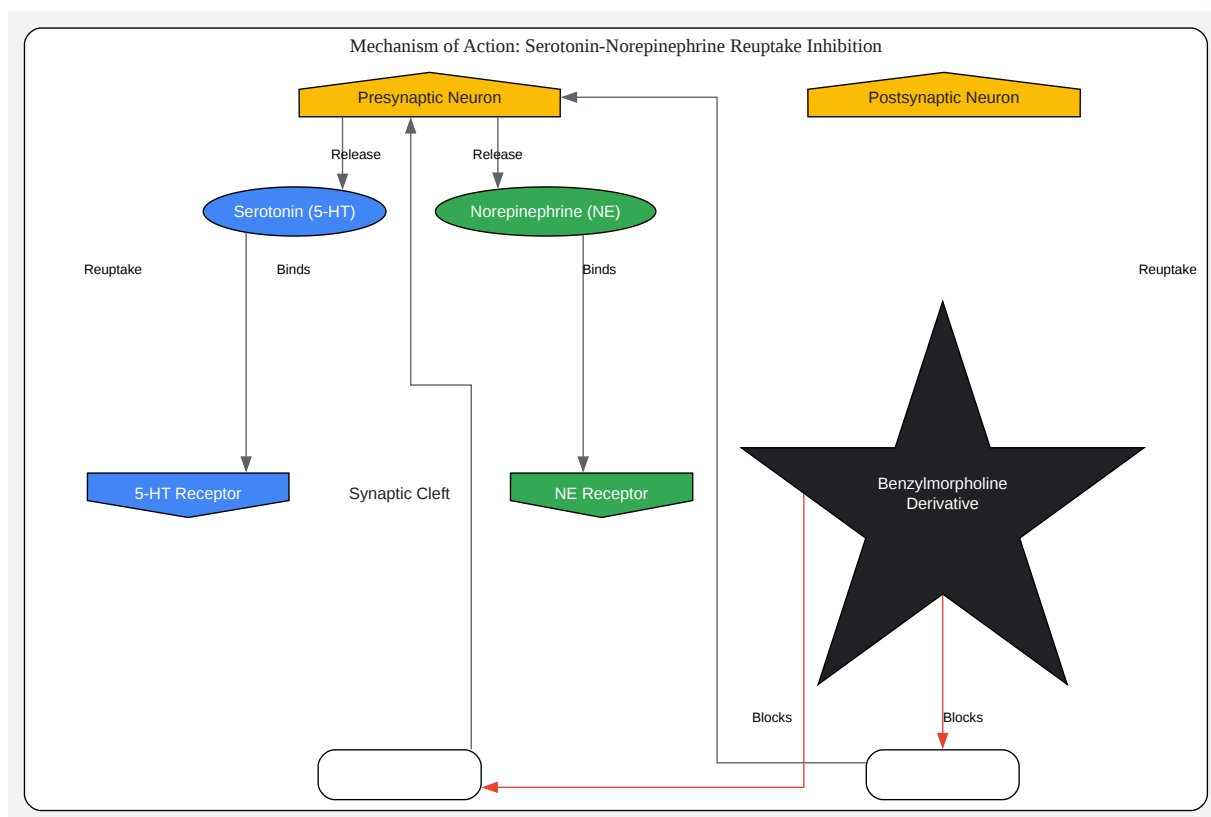 Mechanism of Action: Serotonin-Norepinephrine Reuptake Inhibition
Presynaptic Neuron
Postsynaptic Neuron
Release
Release
Serotonin (5-HT)
Norepinephrine (NE)
Reuptake
Binds
Binds
Reuptake
5-HT Receptor
Synaptic Cleft
NE Receptor
Benzylmorpholine
Derivative
Blocks
Blocks